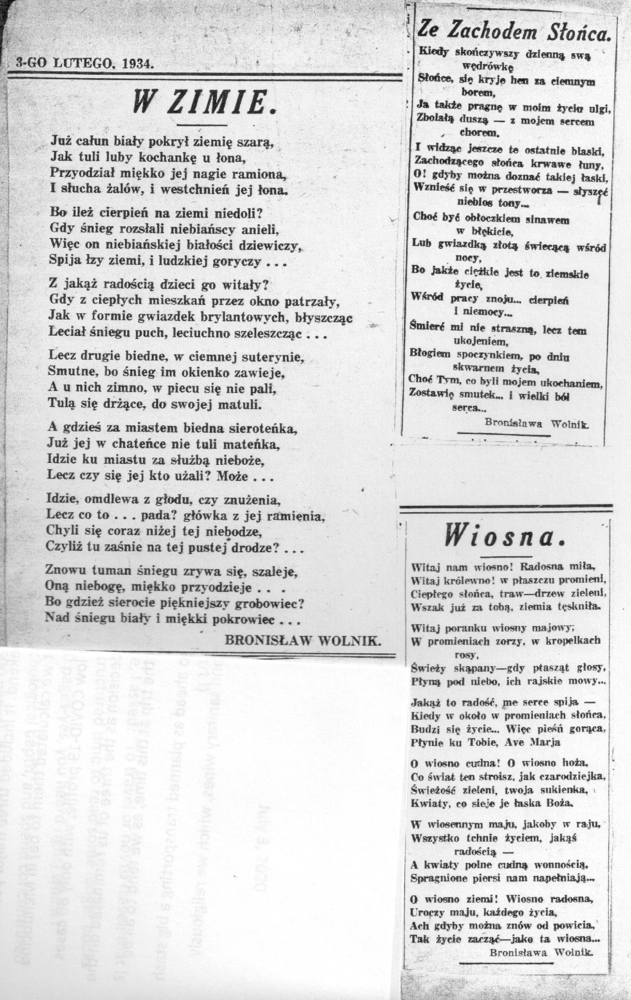 3-GO LUTEGO, 1934.
W ZIMIE.
Już całun biały pokrył ziemię szarą,
Jak tuli luby kochankę u łona,
Przyodział miękko jej nagie ramiona,
I słucha żalów, i westchnień jej łona.
Bo ileż cierpień na ziemi niedoli?
Gdy śnieg rozsłali niebiańscy anieli,
Więc on niebiańskiej białości dziewiczy,
Spija łzy ziemi, i ludzkiej goryczy . . .
Z jakąż radością dzieci go witały?
Gdy z ciepłych mieszkań przez okno patrzały,
Jak w formie gwiazdek brylantowych, błyszcząc
Leciał śniegu puch, leciuchno szeleszcząc . . .
Lecz drugie biedne, w ciemnej suterynie,
Smutne, bo śnieg im okienko zawieje,
A u nich zimno, w piecu się nie pali,
Tulą się drżące, do swojej matuli.
A gdzieś za miastem biedna sieroteńka,
Już jej w chateńce nie tuli mateńka,
Idzie ku miastu za służbą nieboże,
Lecz czy się jej kto użali? Może . . .
Idzie, omdlewa z głodu, czy znużenia,
Lecz co to . . . pada? główka z jej ramienia,
Chyli się coraz niżej tej niebodze,
Czyliż tu zaśnie na tej pustej drodze? . . .
Znowu tuman śniegu zrywa się, szaleje,
Oną niebogę, miękko przyodzieje . . .
Bo gdzież sierocie piękniejszy grobowiec?
Nad śniegu biały i miękki pokrowiec . . .
BRONISŁAW WOLNIK.
Ze Zachodem Słońca.
Kiedy skończywszy dzienną swą
wędrówkę
Słońce, się kryje hen za ciemnym
borem,
Ja także pragnę w moim życiu ulgi,
Zbolałą duszą — z mojem sercem
chorem.
I widząc jeszcze te ostatnie blaski,
Zachodzącego słońca krwawe łuny,
O! gdyby można doznać takiej łaski,
Wznieść się w przestworza — słyszeć
niebios tony...
Choć być obłoczkiem sinawem
w błękicie,
Lub gwiazdką złotą świecącą wśród
nocy,
Bo jakże ciężkie jest to ziemskie
życie,
Wśród pracy znoju... cierpień
i niemocy...
Śmierć mi nie straszną, lecz tem
ukojeniem,
Błogiem spoczynkiem, po dniu
skwarnem życia,
Choć Tym, co byli mojem ukochaniem,
Zostawię smutek... i wielki ból
serca...
Bronisława Wolnik.
Wiosna.
Witaj nam wiosno! Radosna miła,
Witaj królewno! w płaszczu promieni,
Ciepłego słońca, traw—drzew zieleni,
Wszak już za tobą, ziemia tęskniła.
Witaj poranku wiosny majowy,
W promieniach zorzy, w kropelkach
rosy,
Świeży skąpany—gdy ptasząt głosy,
Płyną pod niebo, ich rajskie mowy...
Jakąż to radość, me serce spija —
Kiedy w około w promieniach słońca,
Budzi się życie... Więc pieśń gorąca,
Płynie ku Tobie, Ave Marja
O wiosno cudna! O wiosno hoża,
Co świat ten stroisz, jak czarodziejka,
Świeżość zieleni, twoja sukienka,
Kwiaty, co sieje je łaska Boża.
W wiosennym maju, jakoby w raju,
Wszystko tchnie życiem, jakąś
radością —
A kwiaty polne cudną wonnością,
Spragnione piersi nam napełniają...
O wiosno ziemi! Wiosno radosna,
Uroczy maju, każdego życia,
Ach gdyby można znów od powicia,
Tak życie zacząć—jako ta wiosna...
Bronisława Wolnik.